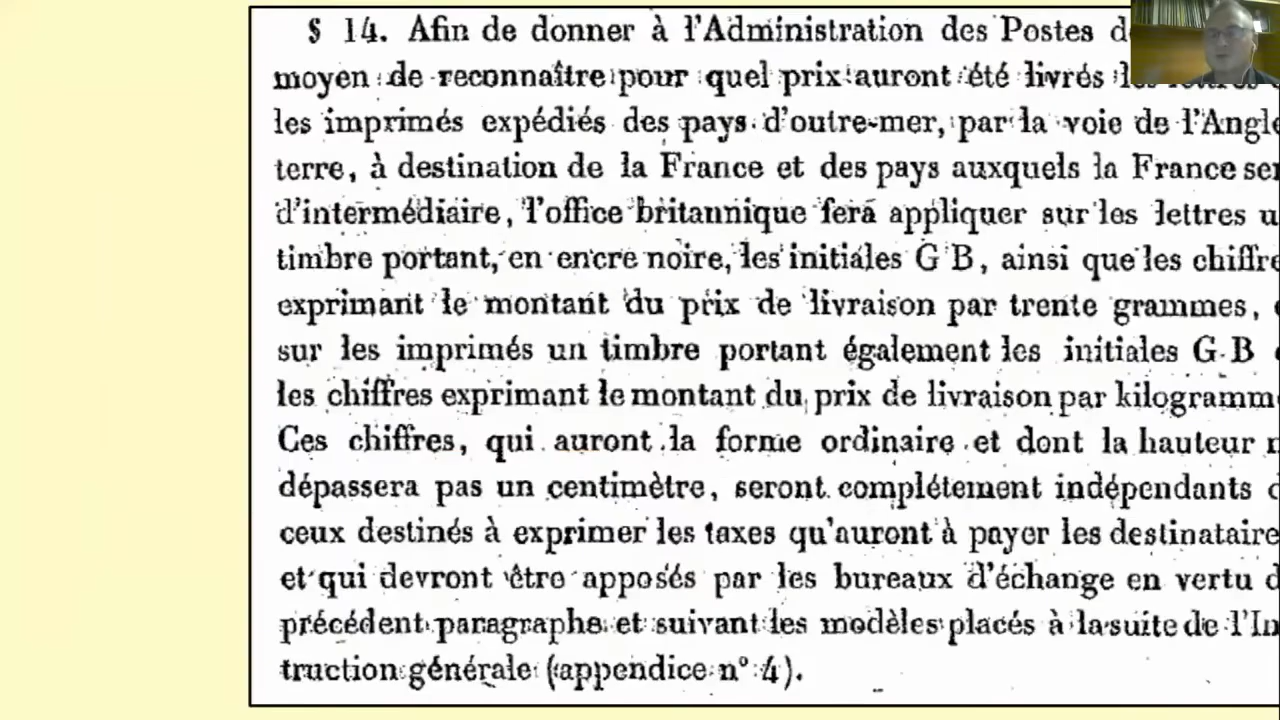 § 14. Afin de donner à l'Administration des Postes
moyen de reconnaître pour quel prix auront été livrés
les imprimés expédiés des pays d'outre-mer, par la voie de l'Angle
terre, à destination de la France et des pays auxquels la France ser
d'intermédiaire, l'office britannique fera appliquer sur les lettres u
timbre portant, en encre noire, les initiales G B, ainsi que les chiffre
exprimant le montant du prix de livraison par trente grammes,
sur les imprimés un timbre portant également les initiales G B
les chiffres exprimant le montant du prix de livraison par kilogramme
Ces chiffres, qui auront la forme ordinaire et dont la hauteur n
dépassera pas un centimètre, seront complétement indépendants d
ceux destinés à exprimer les taxes qu'auront à payer les destinataire
et qui devront être apposés par les bureaux d'échange en vertu d
précédent paragraphe et suivant les modèles placés à la suite de l'In
truction générale (appendice n° 4).